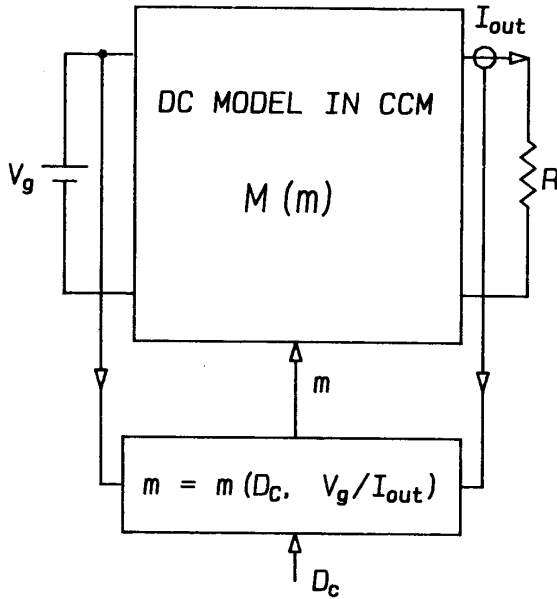 I_out
DC MODEL IN CCM
V_g
M (m)
R
m
m = m (D_C, V_g/I_out)
D_c